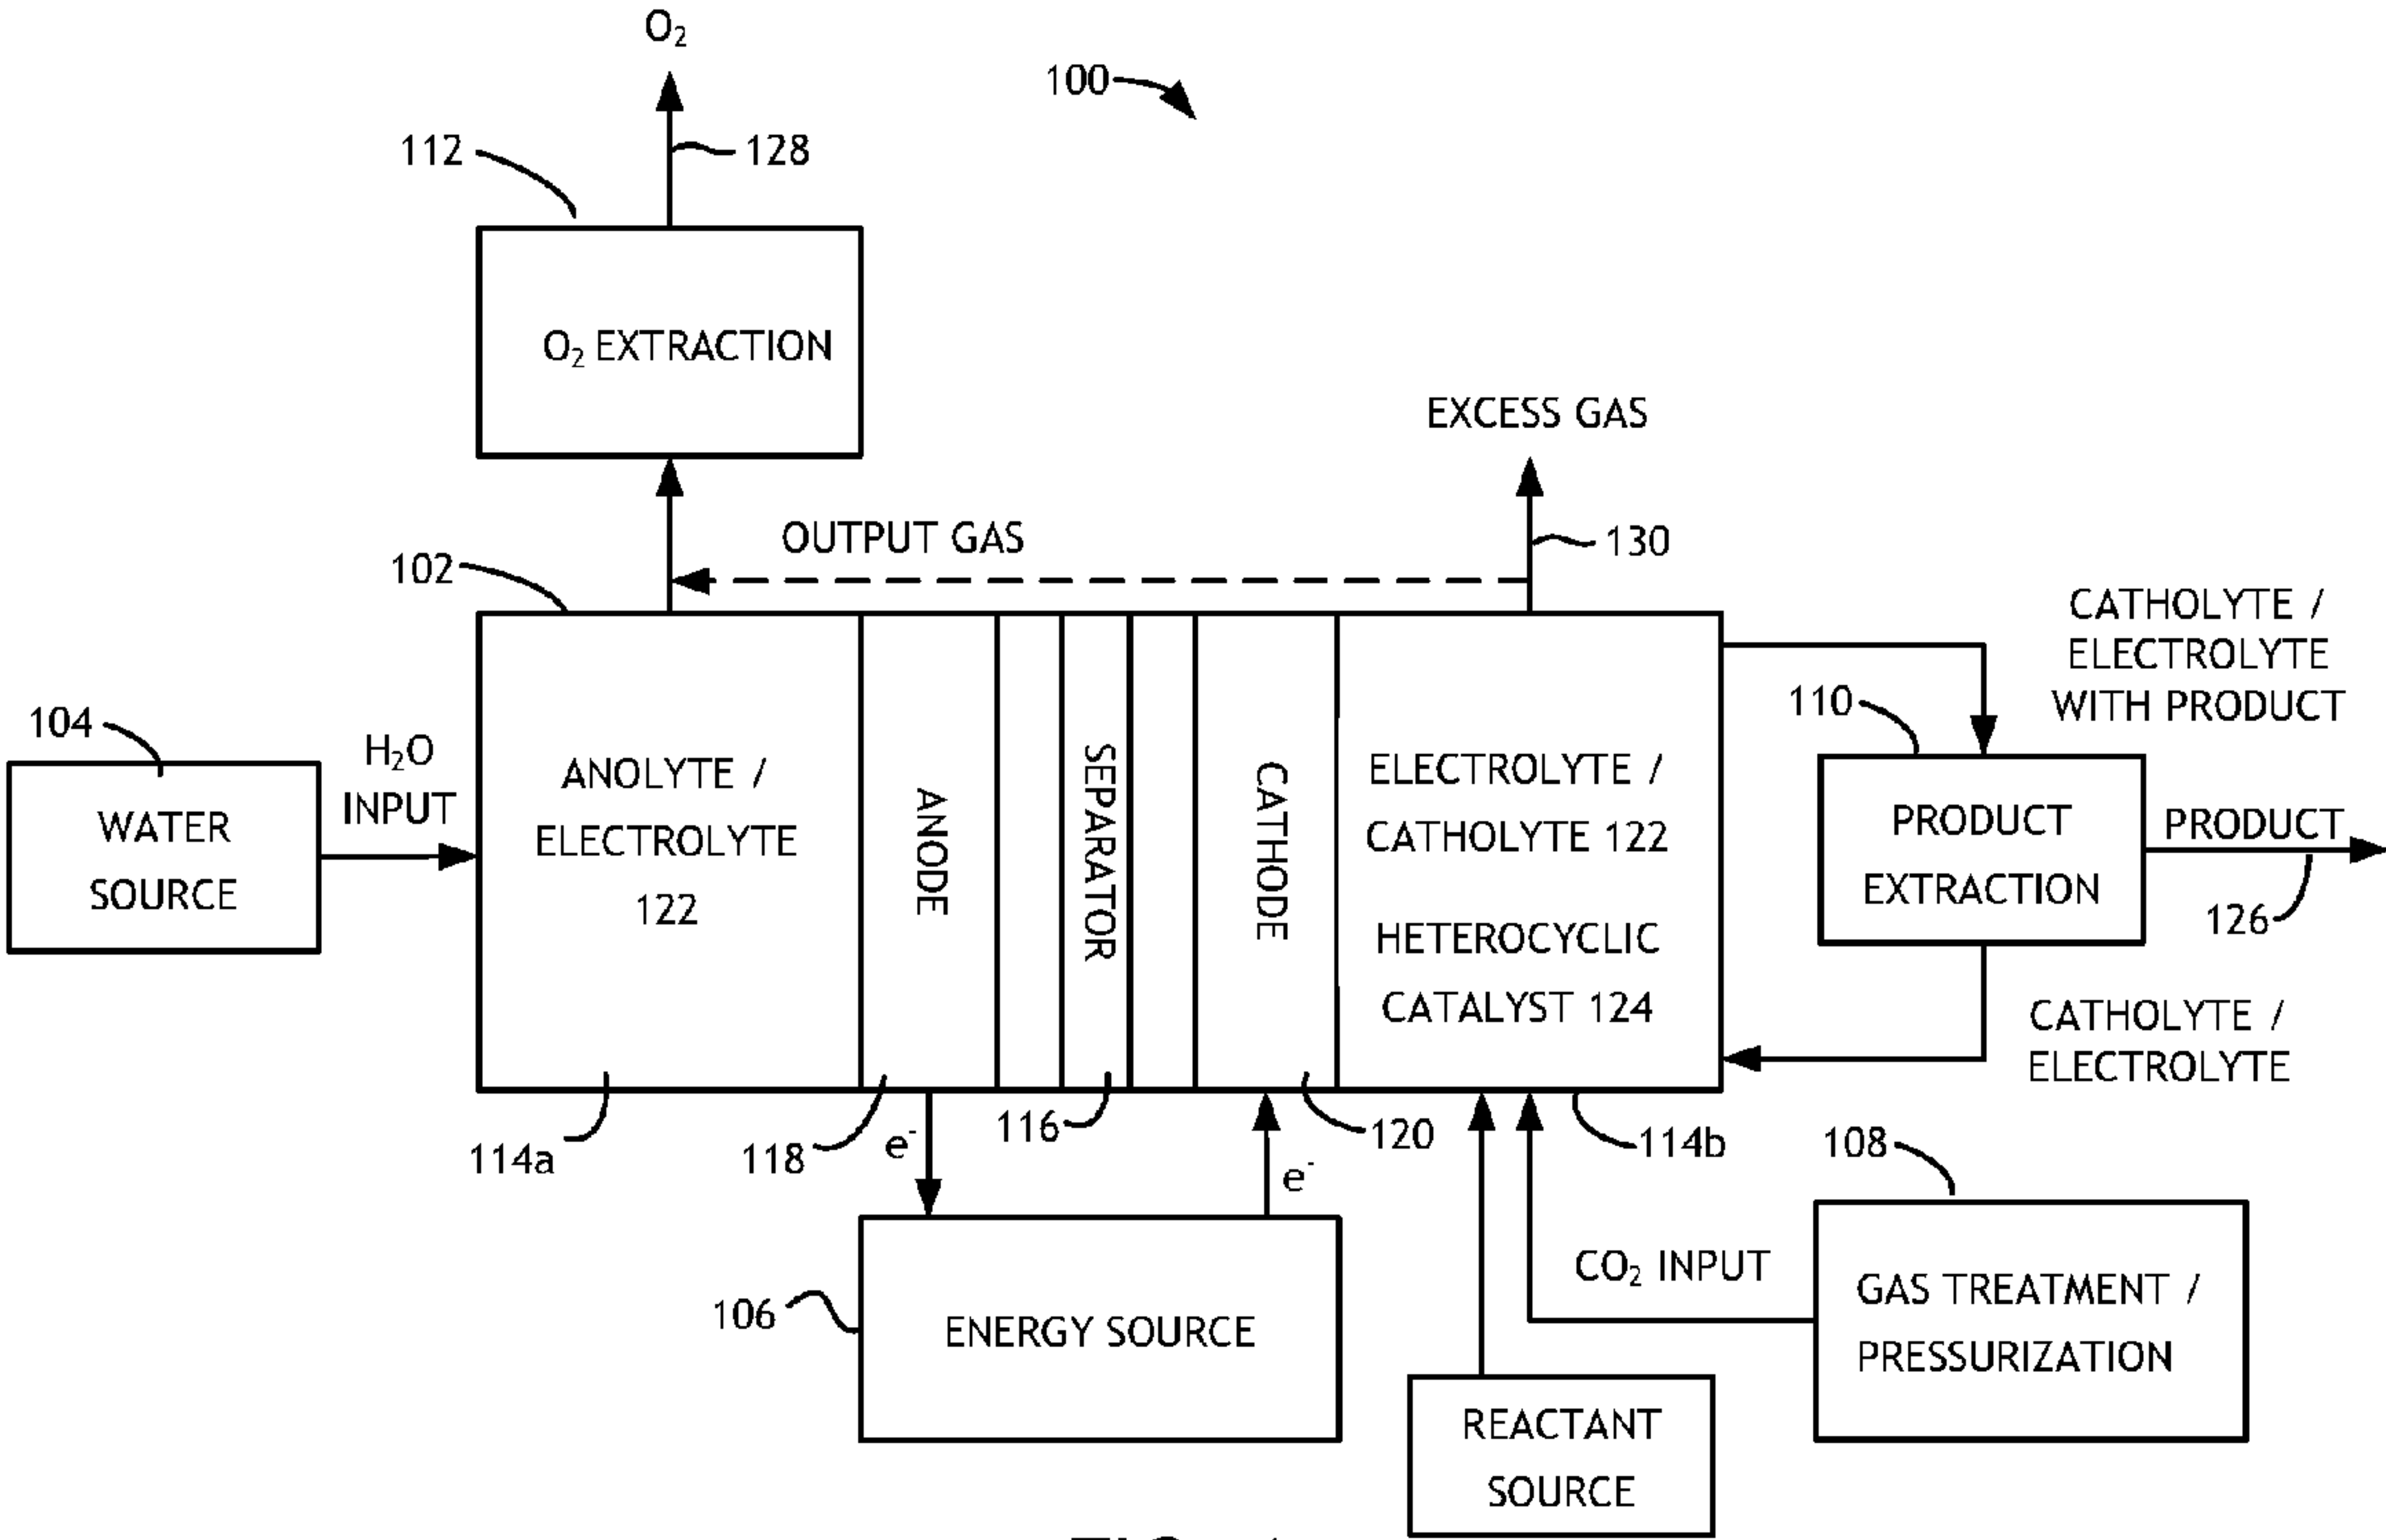 O₂
100
112
128
O₂ EXTRACTION
EXCESS GAS
OUTPUT GAS
130
102
CATHOLYTE /
ELECTROLYTE
WITH PRODUCT
110
104
H₂O
INPUT
WATER
SOURCE
ANOLYTE /
ELECTROLYTE
122
ANODE
SEPARATOR
CATHODE
ELECTROLYTE /
CATHOLYTE 122
HETEROCYCLIC
CATALYST 124
PRODUCT
EXTRACTION
PRODUCT
126
CATHOLYTE /
ELECTROLYTE
114a
118
e⁻
116
e⁻
120
114b
108
106
ENERGY SOURCE
CO₂ INPUT
GAS TREATMENT /
PRESSURIZATION
REACTANT
SOURCE